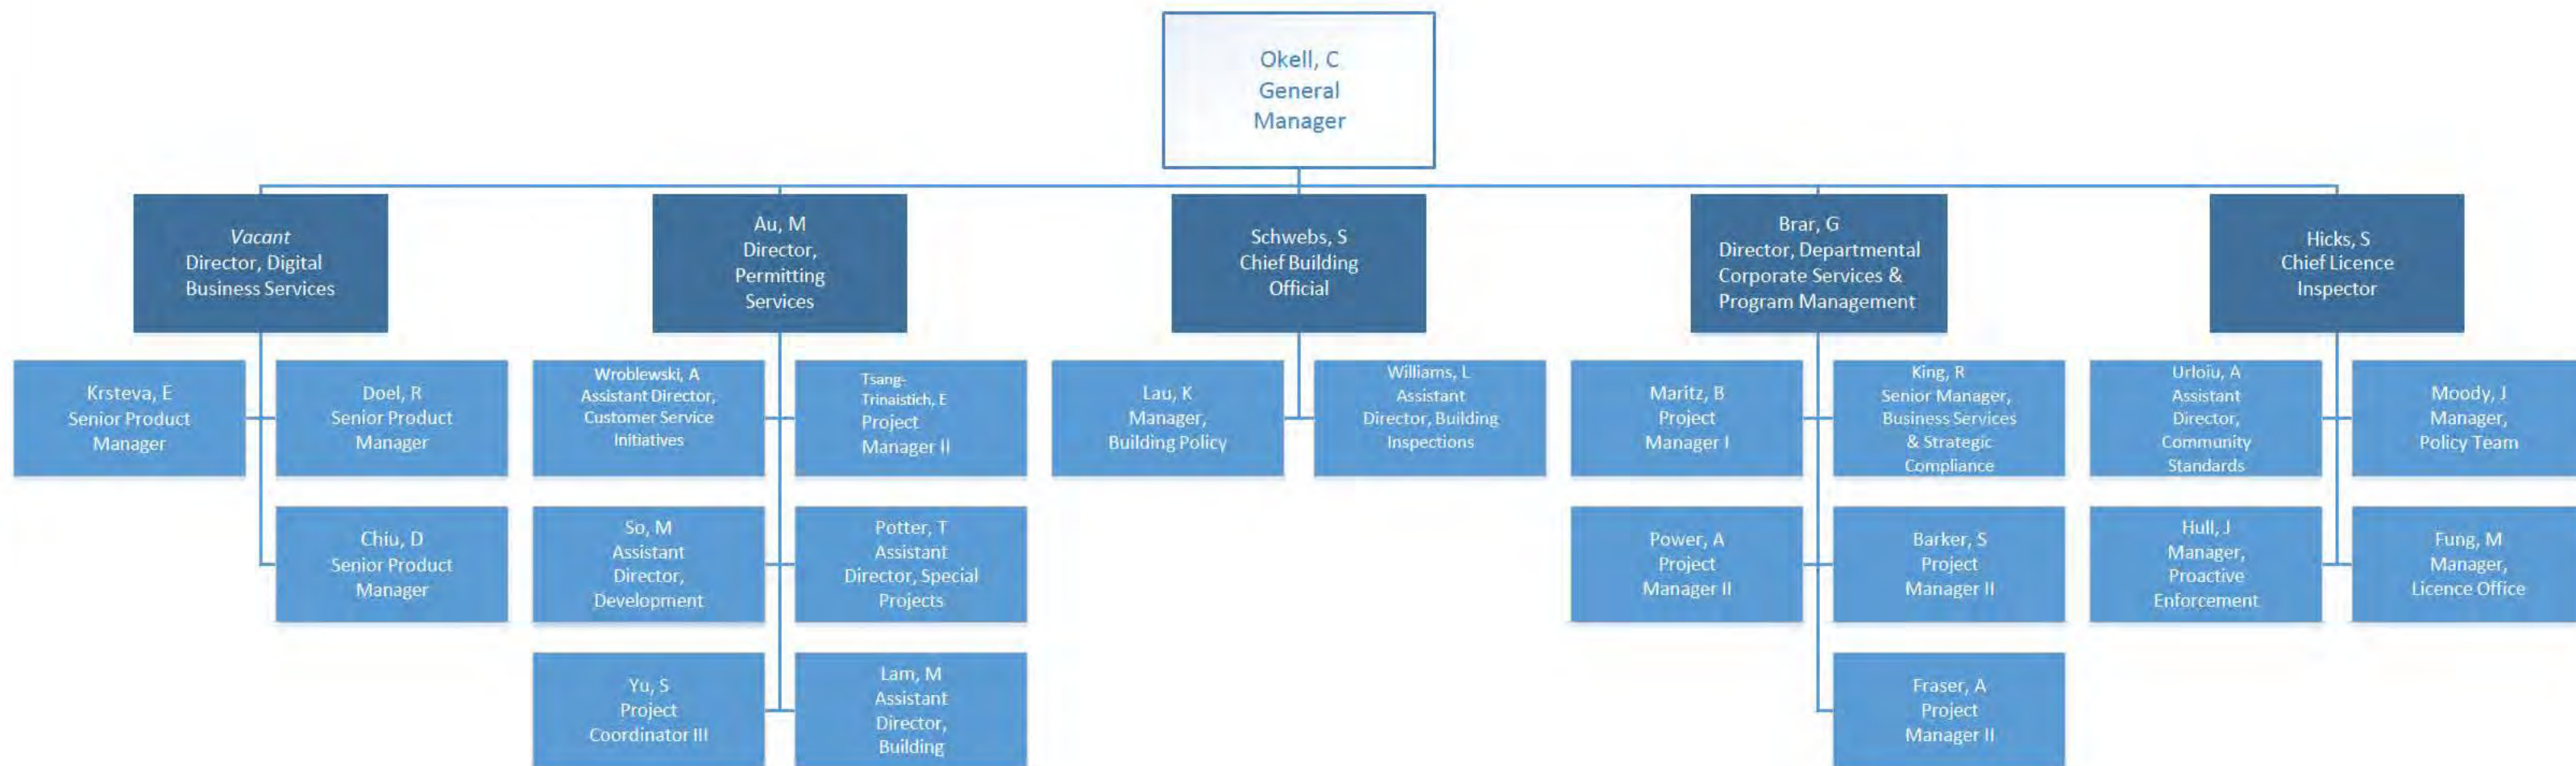 Okell, C
General
Manager
Vacant
Director, Digital
Business Services
Au, M
Director,
Permitting
Services
Schwebs, S
Chief Building
Official
Brar, G
Director, Departmental
Corporate Services &
Program Management
Hicks, S
Chief Licence
Inspector
Krsteva, E
Senior Product
Manager
Doel, R
Senior Product
Manager
Wroblewski, A
Assistant Director,
Customer Service
Initiatives
Tsang-
Trinaistich, E
Project
Manager II
Lau, K
Manager,
Building Policy
Williams, L
Assistant
Director, Building
Inspections
Maritz, B
Project
Manager I
King, R
Senior Manager,
Business Services
& Strategic
Compliance
Urloiu, A
Assistant
Director,
Community
Standards
Moody, J
Manager,
Policy Team
Chiu, D
Senior Product
Manager
So, M
Assistant
Director,
Development
Potter, T
Assistant
Director, Special
Projects
Power, A
Project
Manager II
Barker, S
Project
Manager II
Hull, J
Manager,
Proactive
Enforcement
Fung, M
Manager,
Licence Office
Yu, S
Project
Coordinator III
Lam, M
Assistant
Director,
Building
Fraser, A
Project
Manager II